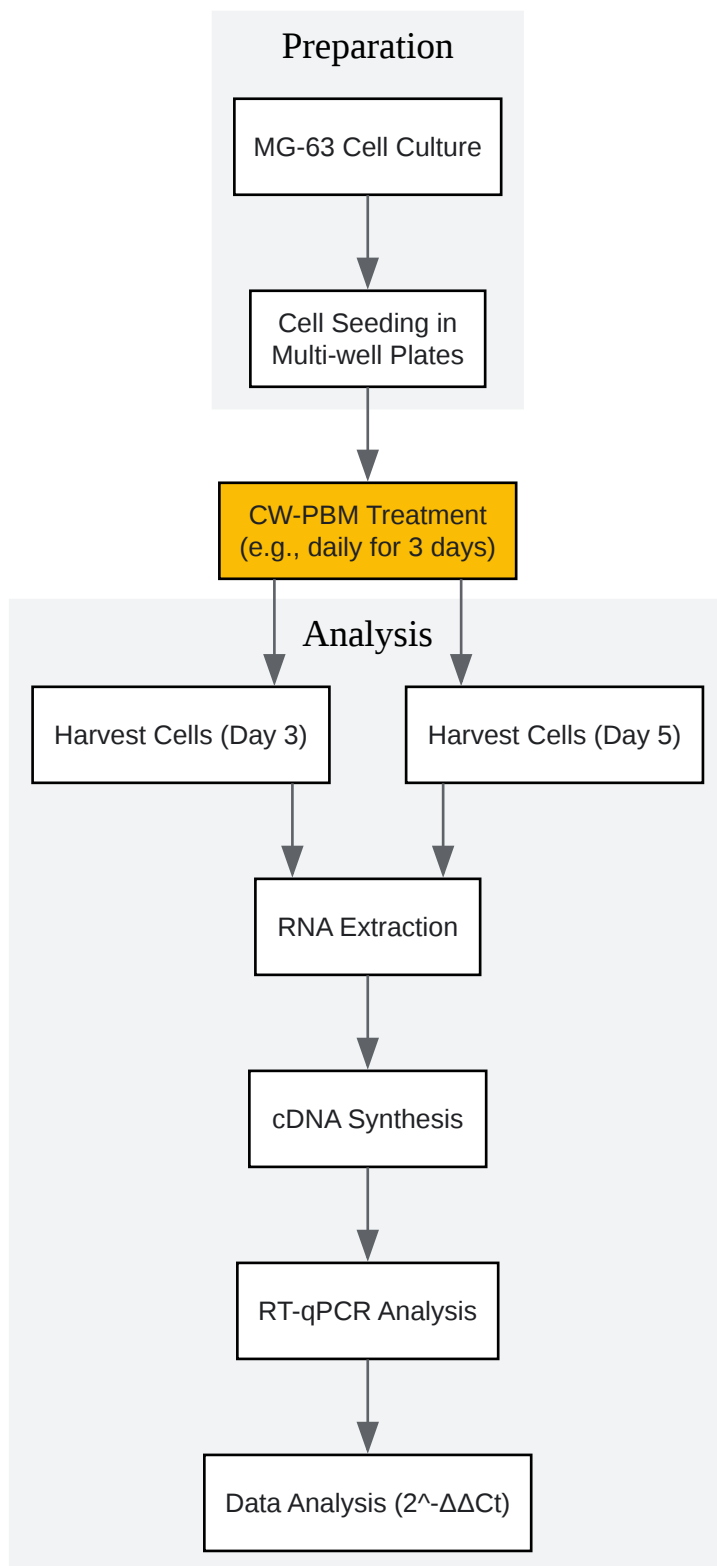 Preparation
MG-63 Cell Culture
Cell Seeding in
Multi-well Plates
CW-PBM Treatment
(e.g., daily for 3 days)
Analysis
Harvest Cells (Day 3)
Harvest Cells (Day 5)
RNA Extraction
cDNA Synthesis
RT-qPCR Analysis
Data Analysis (2^-ΔΔCt)